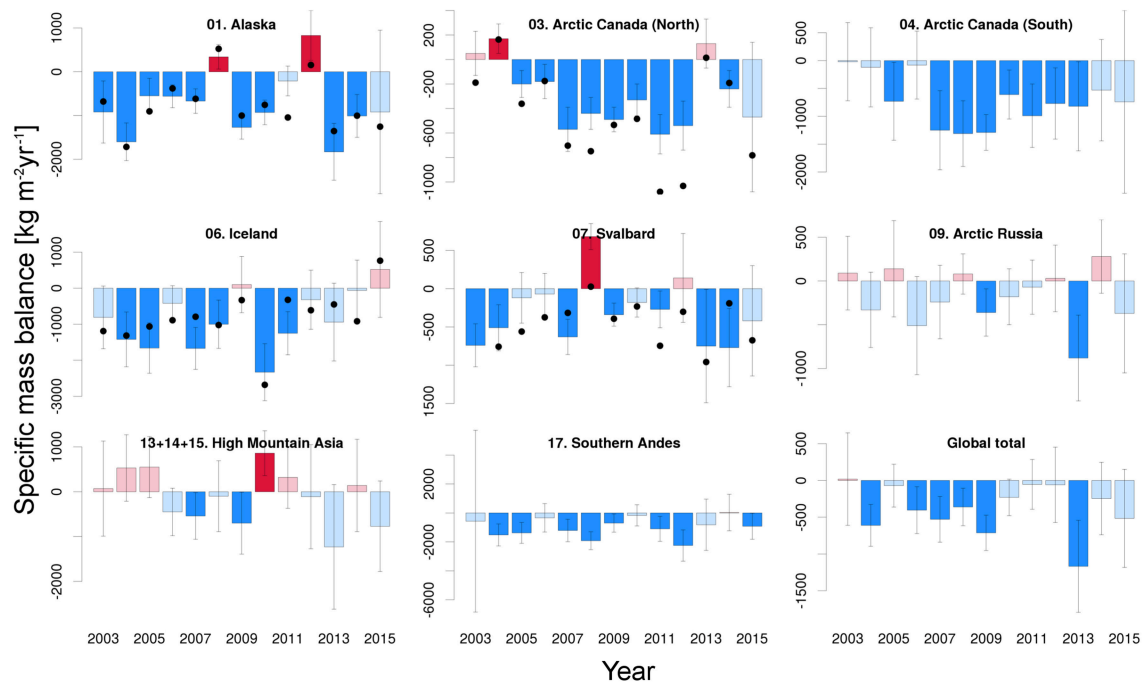 01. Alaska
03. Arctic Canada (North)
04. Arctic Canada (South)
1000
0
-2000
200
-200
-600
-1000
500
0
-1000
-2000
06. Iceland
07. Svalbard
09. Arctic Russia
1000
0
-1000
-3000
500
0
500
1500
500
0
-1000
13+14+15. High Mountain Asia
17. Southern Andes
Global total
1000
0
-2000
2000
-2000
-6000
0
-500
-1500
2003 2005 2007 2009 2011 2013 2015
2003 2005 2007 2009 2011 2013 2015
2003 2005 2007 2009 2011 2013 2015
Specific mass balance [kg m⁻²yr⁻¹]
Year